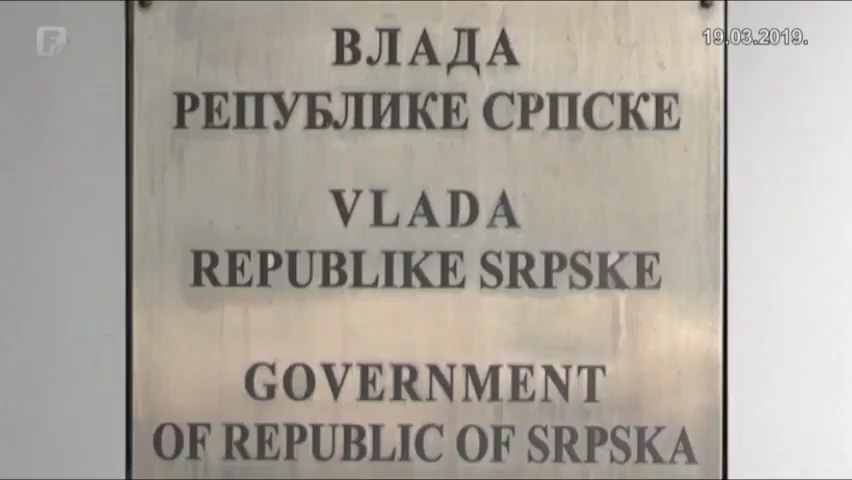 19.03.2019.
ВЛАДА
РЕПУБЛИКЕ СРПСКЕ
VLADA
REPUBLIKE SRPSKE
GOVERNMENT
OF REPUBLIC OF SRPSKA